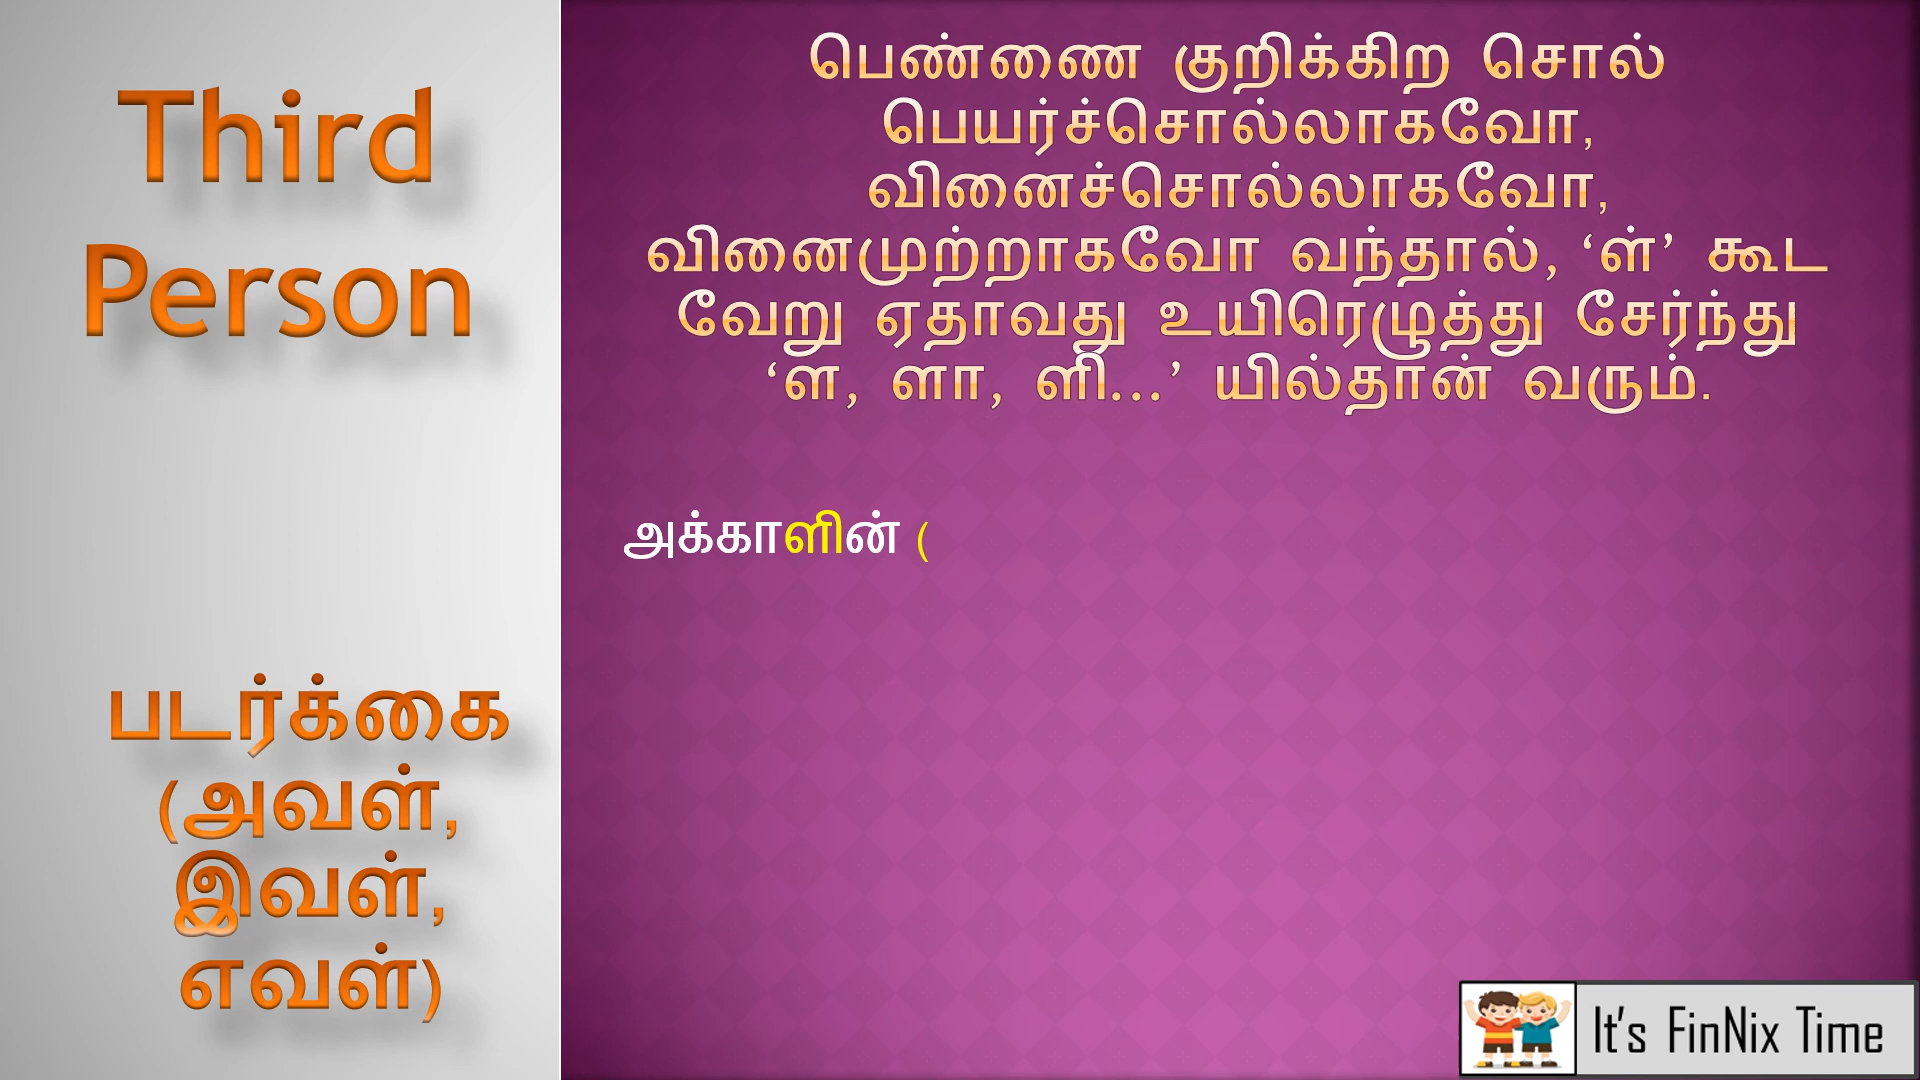 Third
Person
படர்க்கை
(அவள்,
இவள்,
எவள்)
பெண்ணை குறிக்கிற சொல்
பெயர்ச்சொல்லாகவோ,
வினைச்சொல்லாகவோ,
வினைமுற்றாகவோ வந்தால், ‘ள்’ கூட
வேறு ஏதாவது உயிரெழுத்து சேர்ந்து
‘ள, ளா, ளி...’ யில்தான் வரும்.
அக்காளின் (
It's FinNix Time